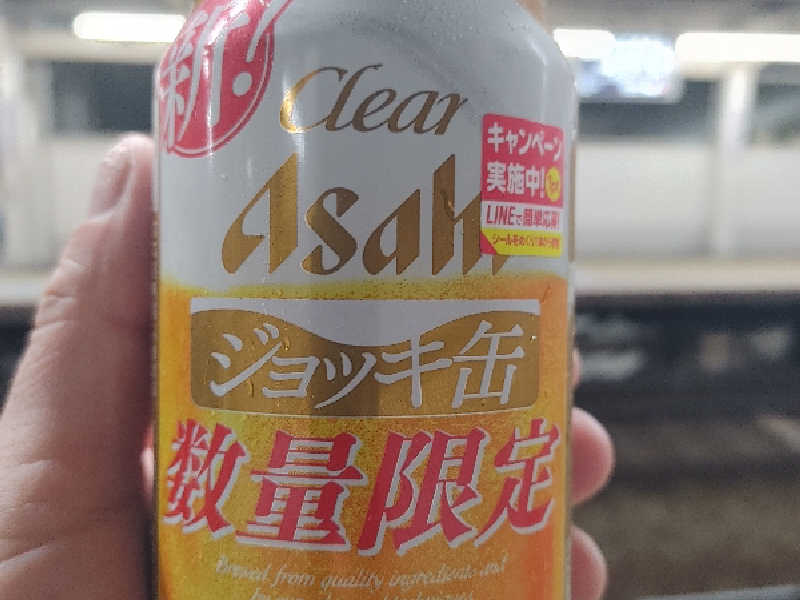 新!
Clear
Asahi
キャンペーン
実施中!
LINEで簡単応募!
ジョッキ缶
数量限定
Brewed from quality ingredients and